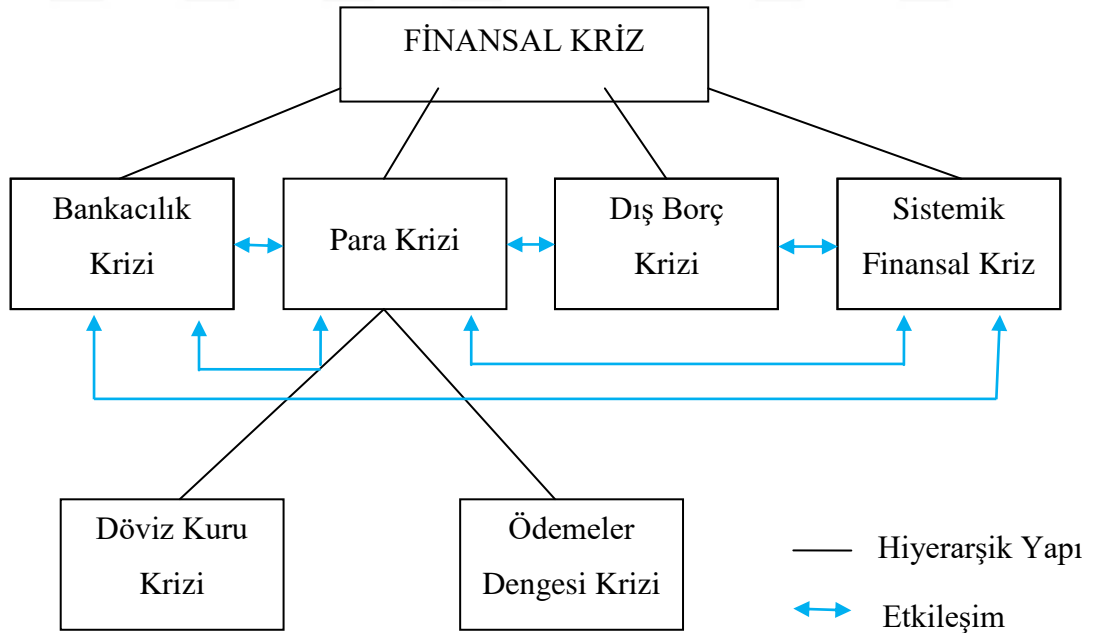 FİNANSAL KRİZ
Bankacılık
Krizi
Para Krizi
Dış Borç
Krizi
Sistemik
Finansal Kriz
Döviz Kuru
Krizi
Ödemeler
Dengesi Krizi
Hiyerarşik Yapı
Etkileşim